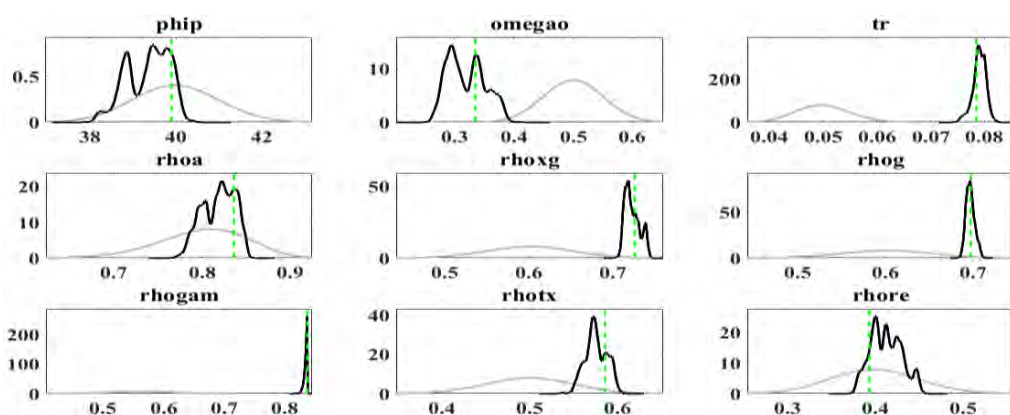 phip omegao tr
0.5 10 200
0 0 0
38 40 42 0.3 0.4 0.5 0.6 0.04 0.05 0.06 0.07 0.08
rhoa rhoxg rhog
20 50 50
10
0 0 0
0.7 0.8 0.9 0.5 0.6 0.7 0.5 0.6 0.7
rhogam rhotx rhore
200 40 20
100 20 10
0 0 0
0.5 0.6 0.7 0.8 0.4 0.5 0.6 0.3 0.4 0.5